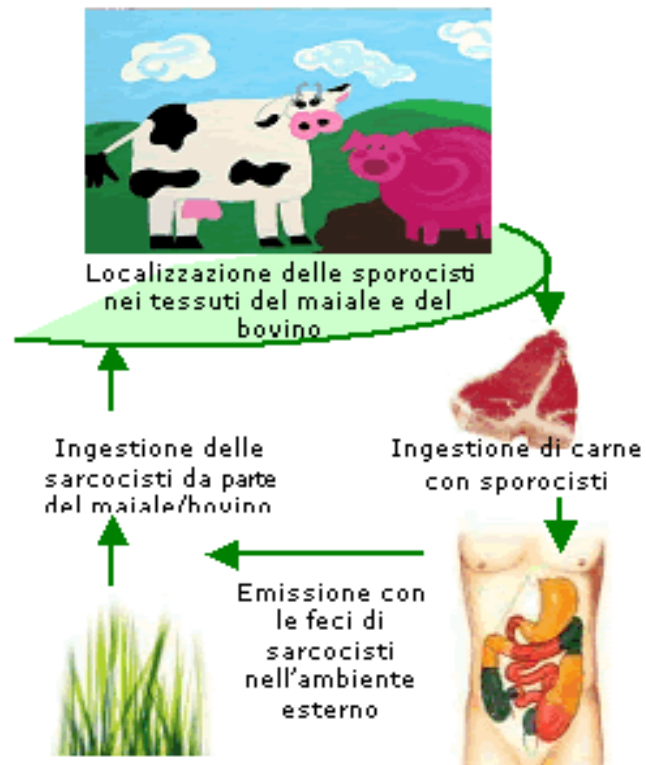 Localizzazione delle sporocisti
nei tessuti del maiale e del
bovino
Ingestione di carne
con sporocisti
Emissione con
le feci di
sarcocisti
nell'ambiente
esterno
Ingestione delle
sarcocisti da parte
del maiale/bovino